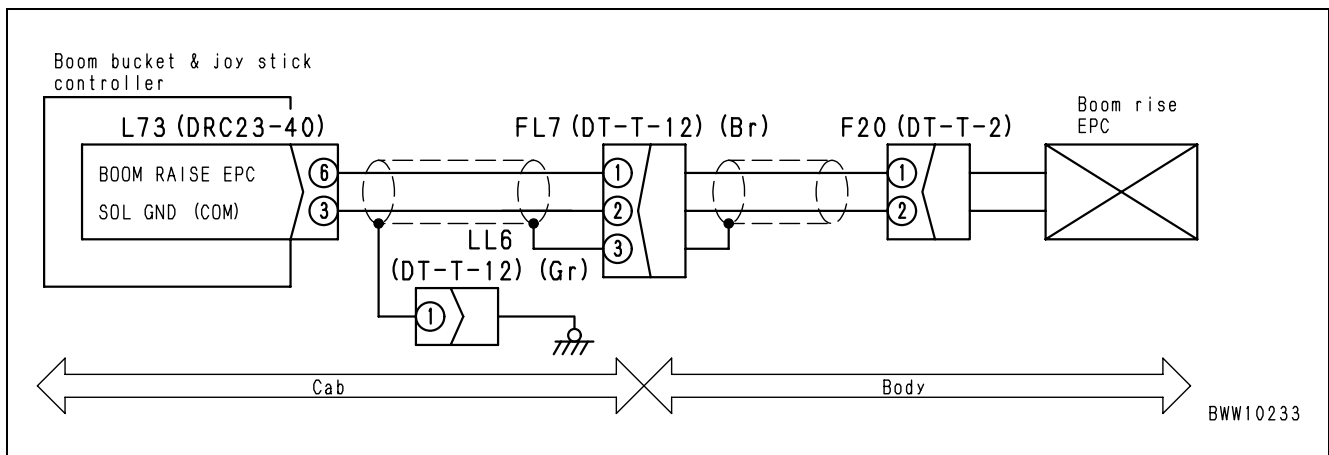 Boom bucket & joy stick
controller
L73 (DRC23-40)
FL7 (DT-T-12) (Br)
F20 (DT-T-2)
Boom rise
EPC
BOOM RAISE EPC
6
1
1
SOL GND (COM)
3
2
2
3
LL6
(DT-T-12) (Gr)
1
Cab
Body
BWW10233